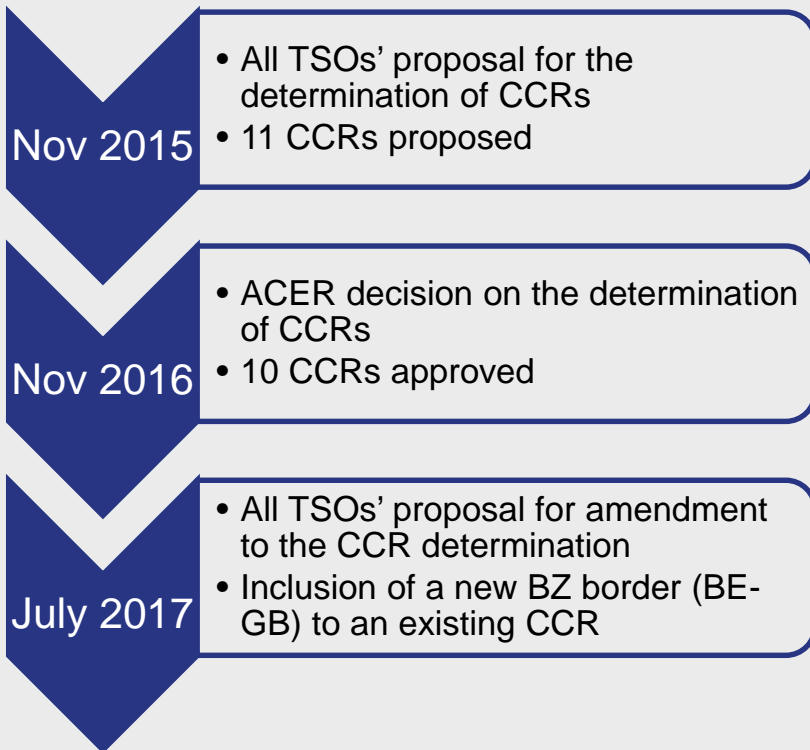 Nov 2015
• All TSOs’ proposal for the
determination of CCRs
• 11 CCRs proposed
Nov 2016
• ACER decision on the determination
of CCRs
• 10 CCRs approved
July 2017
• All TSOs’ proposal for amendment
to the CCR determination
• Inclusion of a new BZ border (BE-
GB) to an existing CCR